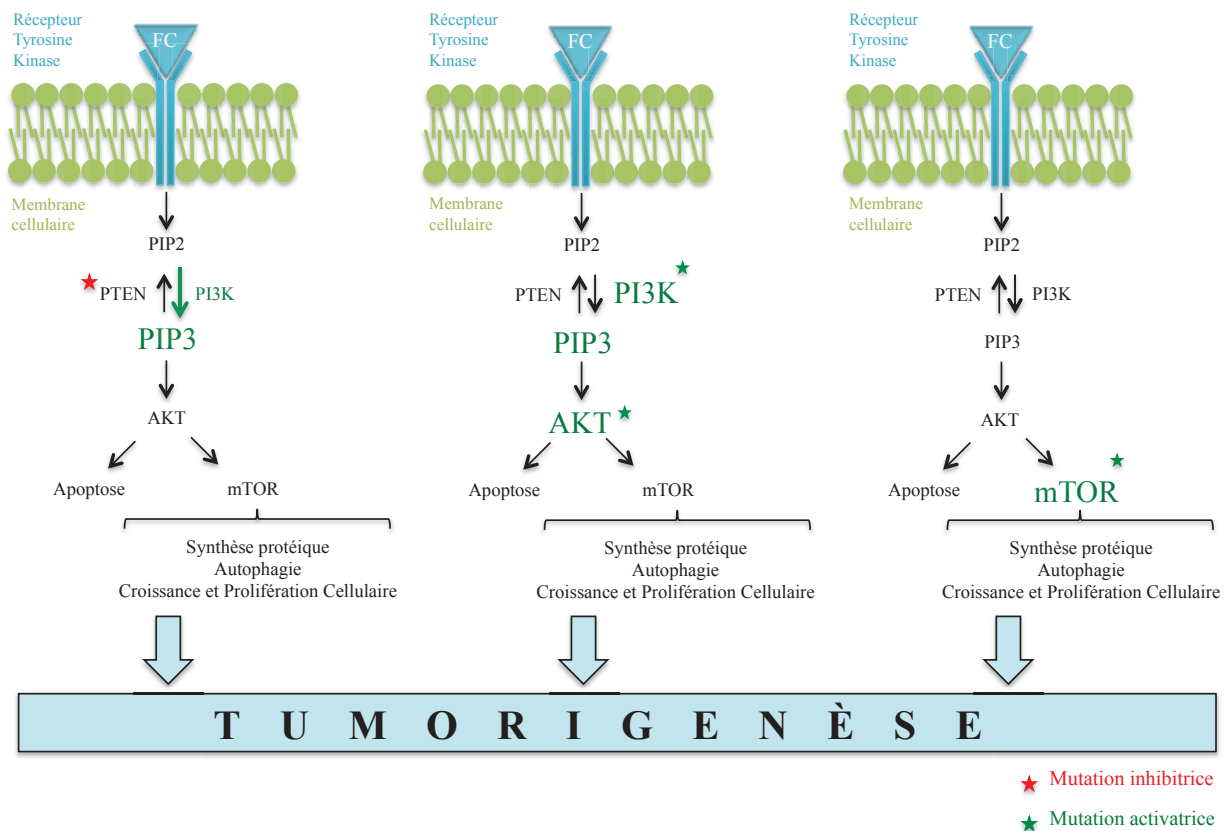 Récepteur
Tyrosine
Kinase
FC
Membrane
cellulaire
PIP2
PTEN
PI3K
PIP3
AKT
Apoptose
mTOR
Synthèse protéique
Autophagie
Croissance et Prolifération Cellulaire
Récepteur
Tyrosine
Kinase
FC
Membrane
cellulaire
PIP2
PTEN
PI3K
PIP3
AKT
Apoptose
mTOR
Synthèse protéique
Autophagie
Croissance et Prolifération Cellulaire
Récepteur
Tyrosine
Kinase
FC
Membrane
cellulaire
PIP2
PTEN
PI3K
PIP3
AKT
Apoptose
mTOR
Synthèse protéique
Autophagie
Croissance et Prolifération Cellulaire
TUMORIGENÈSE
Mutation inhibitrice
Mutation activatrice